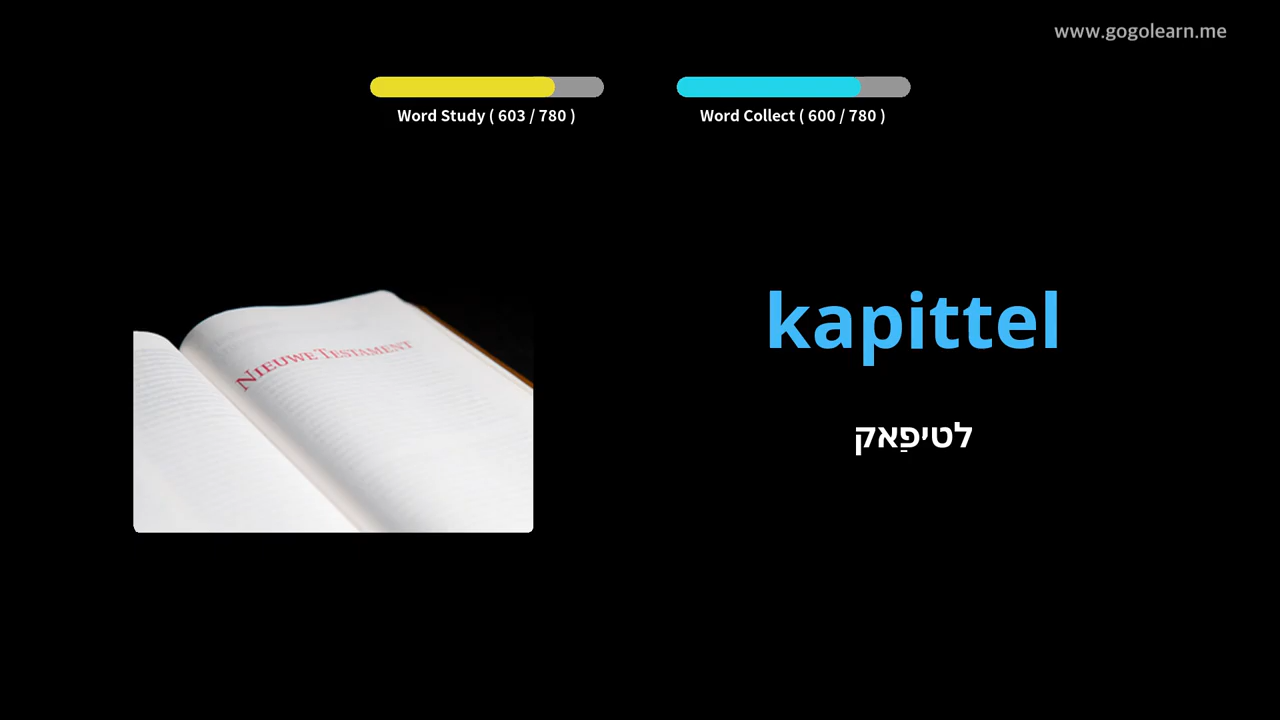 www.gogolearn.me
Word Study ( 603 / 780 )
Word Collect ( 600 / 780 )
NIEUWE TESTAMENT
kapittel
לטיפַאק